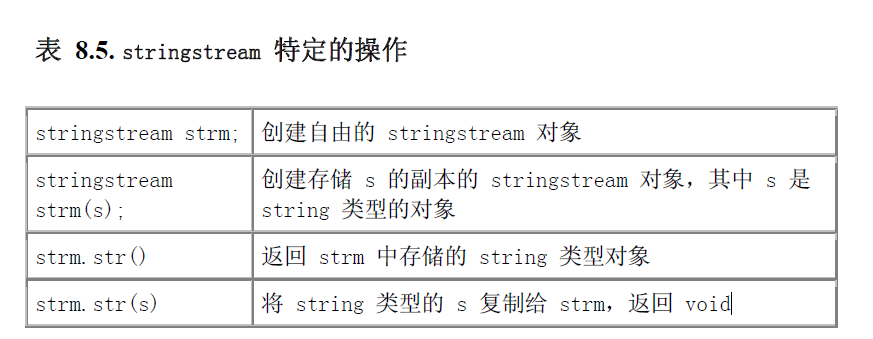 表 8.5. stringstream 特定的操作
stringstream strm;
创建自由的 stringstream 对象
stringstream
strm(s);
创建存储 s 的副本的 stringstream 对象，其中 s 是
string 类型的对象
strm.str()
返回 strm 中存储的 string 类型对象
strm.str(s)
将 string 类型的 s 复制给 strm，返回 void